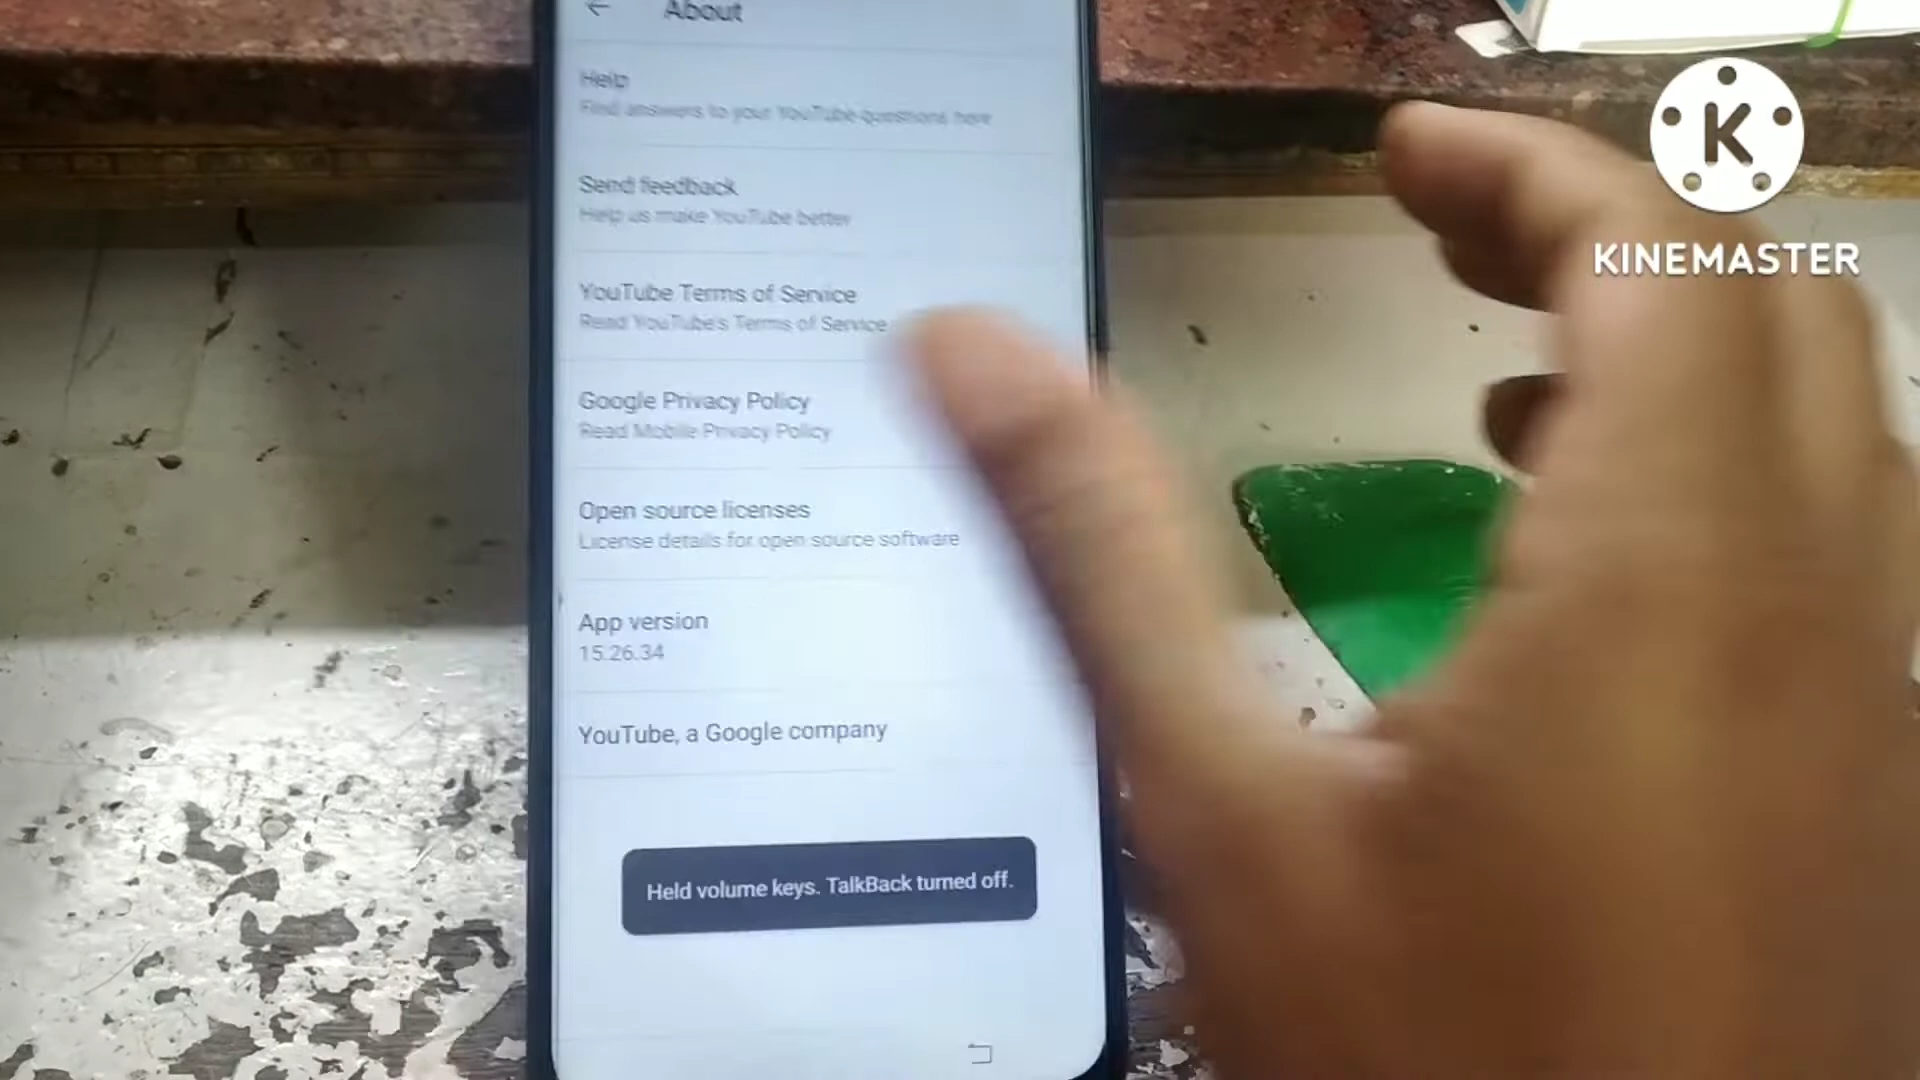 About
Help
Find answers to your YouTube questions here
Send feedback
Help us make YouTube better
YouTube Terms of Service
Read YouTube's Terms of Service
Google Privacy Policy
Read Mobile Privacy Policy
Open source licenses
License details for open source software
App version
15.26.34
YouTube, a Google company
Held volume keys. TalkBack turned off.
K
KINEMASTER